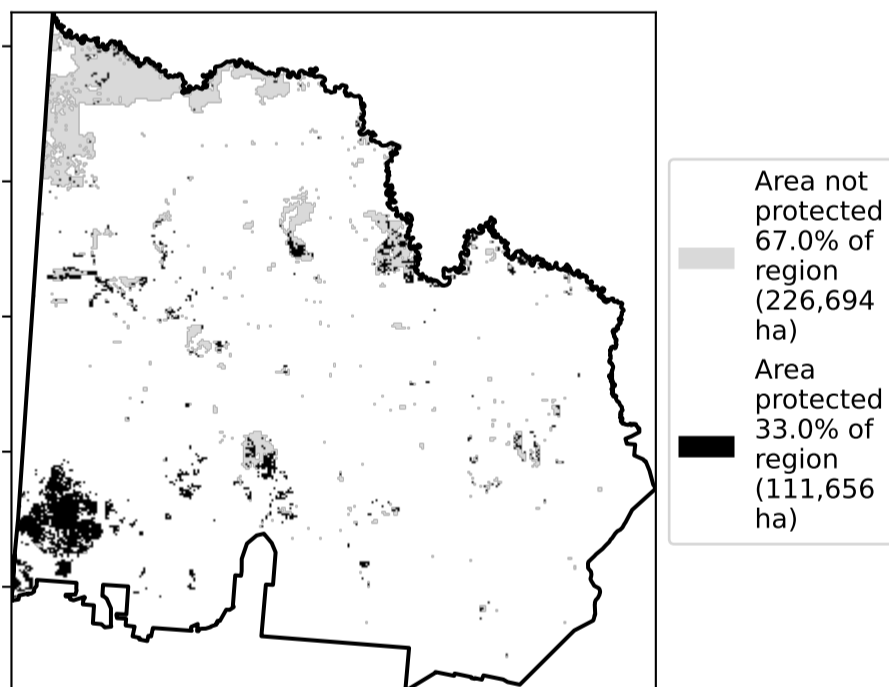 Area not
protected
67.0% of
region
(226,694
ha)
Area
protected
33.0% of
region
(111,656
ha)